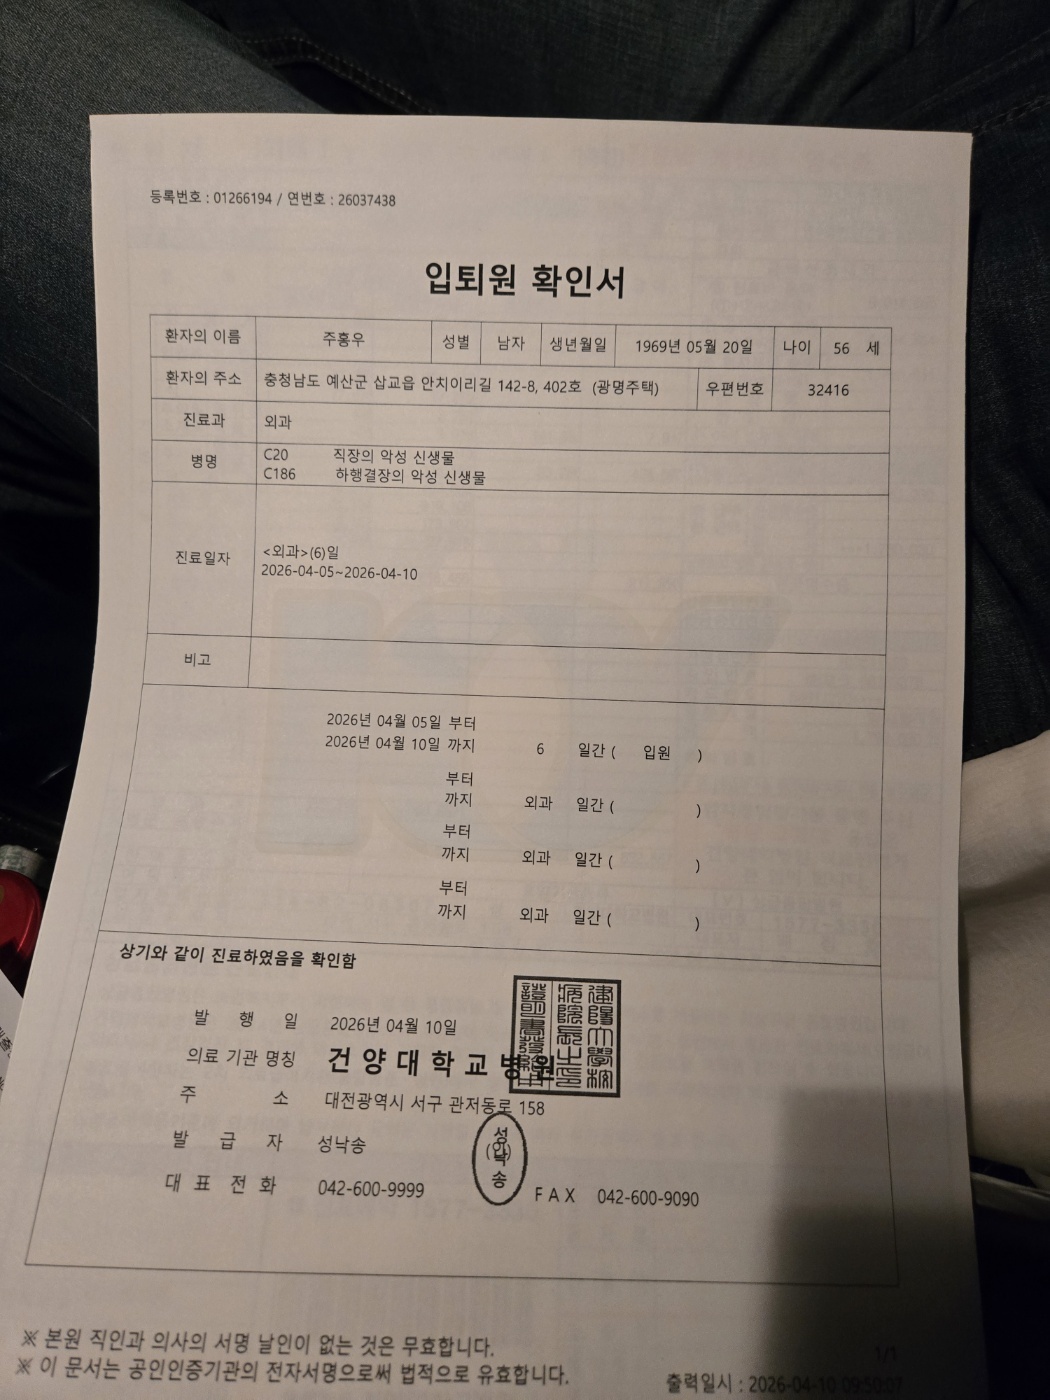 등록번호 : 01266194 / 연번호 : 26037438
입퇴원 확인서
환자의 이름 주홍우 성별 남자 생년월일 1969년 05월 20일 나이 56 세
환자의 주소 충청남도 예산군 삽교읍 안치이리길 142-8, 402호 (광명주택) 우편번호 32416
진료과 외과
병명 C20 직장의 악성 신생물
C186 하행결장의 악성 신생물
진료일자 <외과>(6)일
2026-04-05~2026-04-10
비고
2026년 04월 05일 부터
2026년 04월 10일 까지 6 일간 ( 입원 )
부터
까지 외과 일간 ( )
부터
까지 외과 일간 ( )
부터
까지 외과 일간 ( )
상기와 같이 진료하였음을 확인함
발 행 일 2026년 04월 10일
의료 기관 명칭 건양대학교병원
주 소 대전광역시 서구 관저동로 158
발 급 자 성낙송 (인)
성낙송
대 표 전 화 042-600-9999 FAX 042-600-9090
※ 본원 직인과 의사의 서명 날인이 없는 것은 무효합니다.
※ 이 문서는 공인인증기관의 전자서명으로써 법적으로 유효합니다.
1/1
출력일시 : 2026-04-10 09:50:07